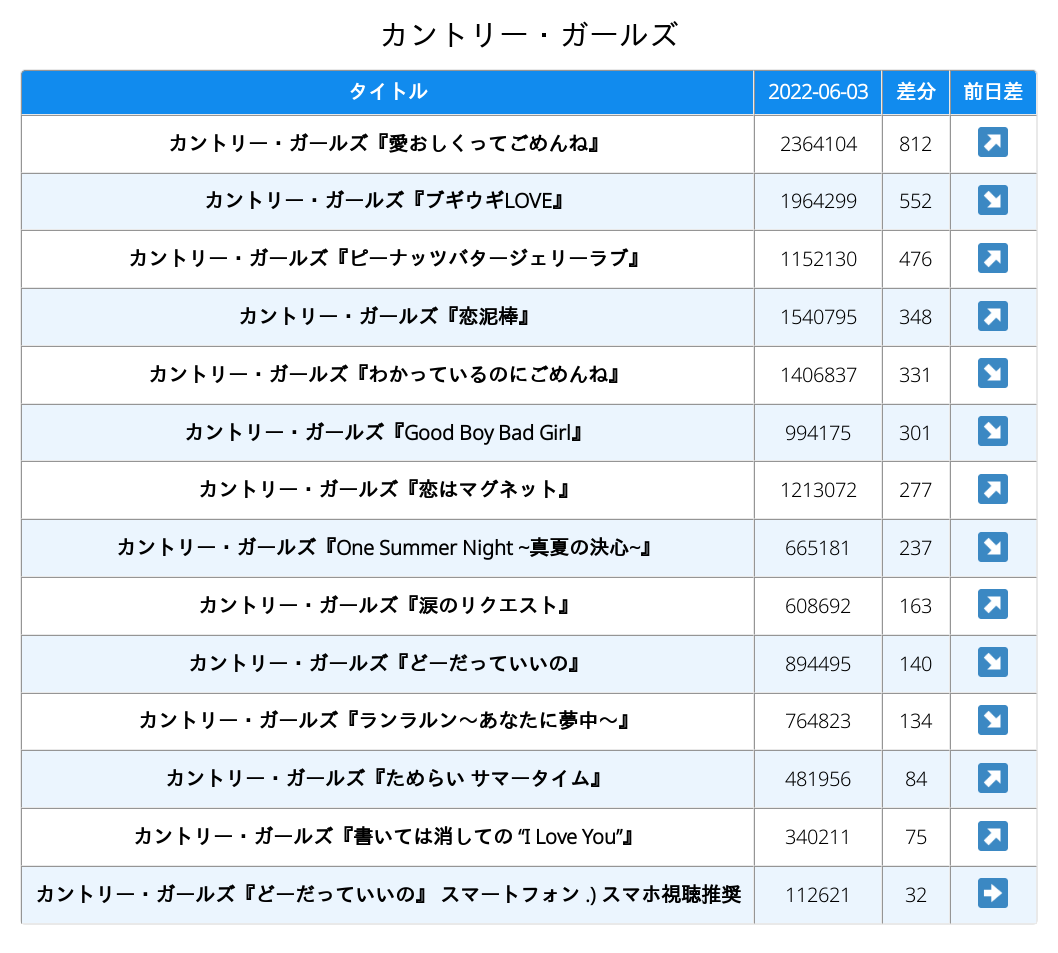 カントリー・ガールズ
タイトル 2022-06-03 差分 前日差
カントリー・ガールズ『愛おしくってごめんね』 2364104 812 ↗
カントリー・ガールズ『ブギウギLOVE』 1964299 552 ↘
カントリー・ガールズ『ピーナッツバタージェリーラブ』 1152130 476 ↗
カントリー・ガールズ『恋泥棒』 1540795 348 ↗
カントリー・ガールズ『わかっているのにごめんね』 1406837 331 ↘
カントリー・ガールズ『Good Boy Bad Girl』 994175 301 ↘
カントリー・ガールズ『恋はマグネット』 1213072 277 ↗
カントリー・ガールズ『One Summer Night ~真夏の決心~』 665181 237 ↘
カントリー・ガールズ『涙のリクエスト』 608692 163 ↗
カントリー・ガールズ『どーだっていいの』 894495 140 ↘
カントリー・ガールズ『ランラルン～あなたに夢中～』 764823 134 ↘
カントリー・ガールズ『ためらい サマータイム』 481956 84 ↗
カントリー・ガールズ『書いては消しての “I Love You”』 340211 75 ↗
カントリー・ガールズ『どーだっていいの』 スマートフォン .) スマホ視聴推奨 112621 32 ➡